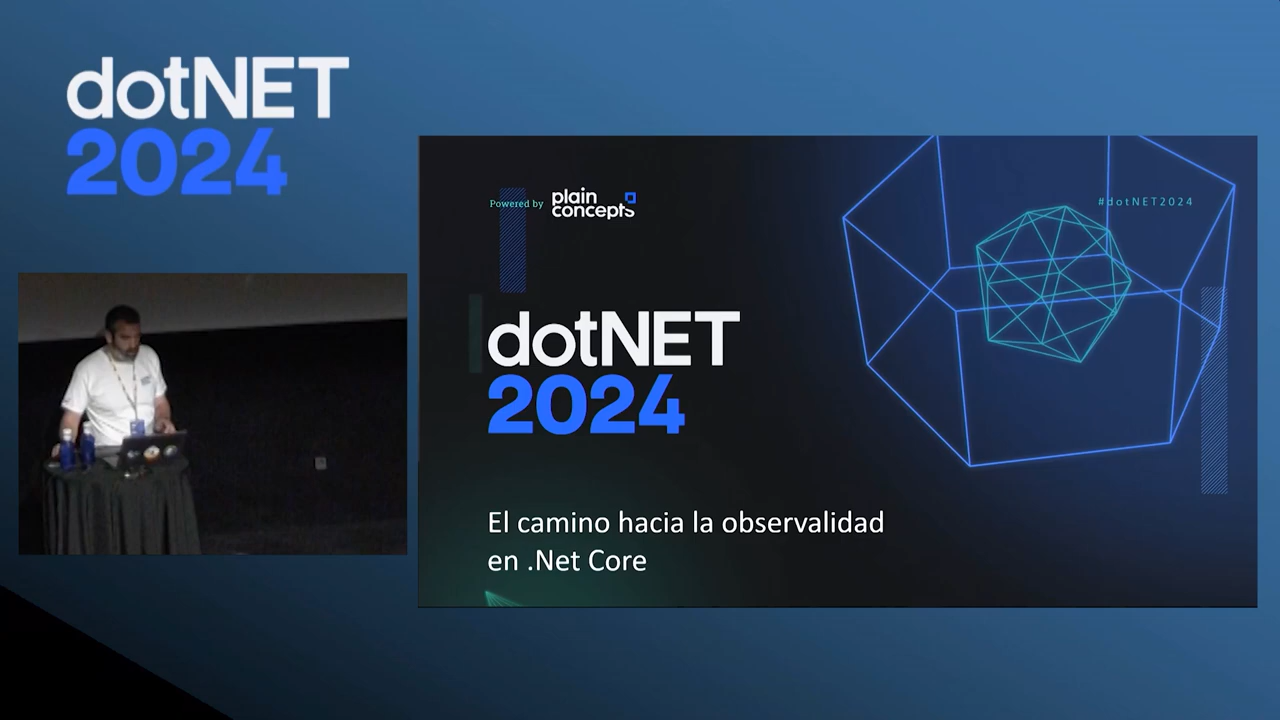 dotNET
2024
Powered by
plain
concepts
#dotNET2024
dotNET
2024
El camino hacia la observalidad
en .Net Core